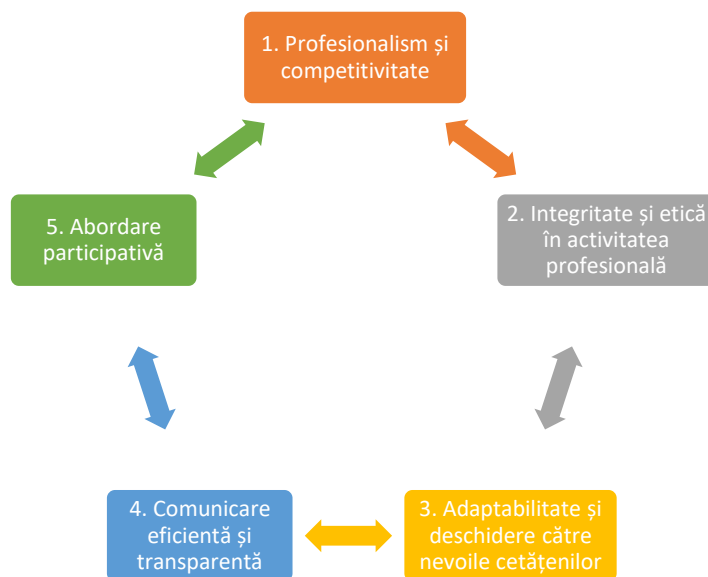 1. Profesionalism și
competitivitate
2. Integritate și etică
în activitatea
profesională
3. Adaptabilitate și
deschidere către
nevoile cetățenilor
4. Comunicare
eficientă și
transparentă
5. Abordare
participativă